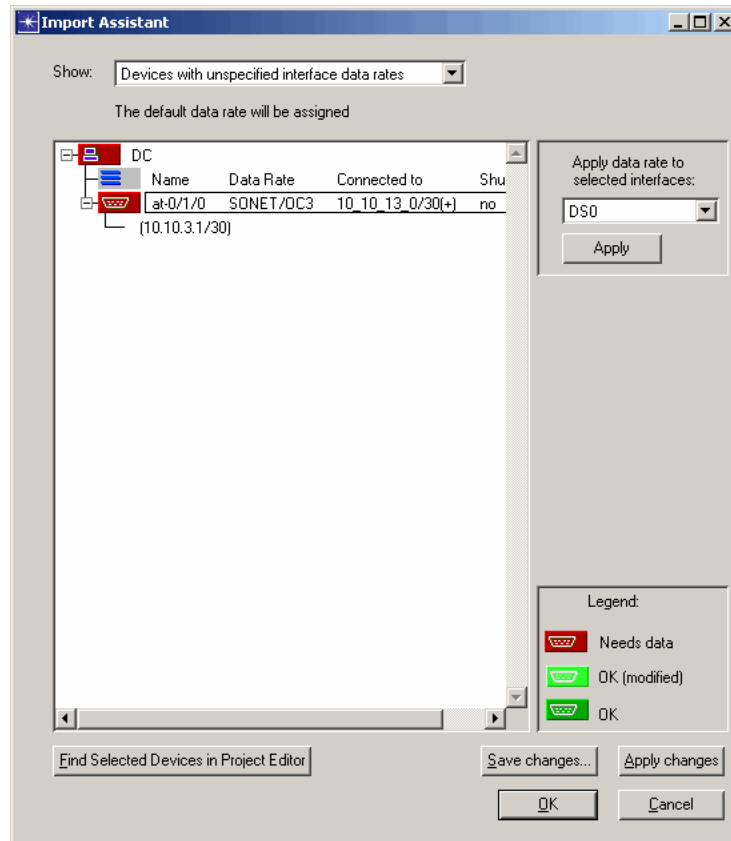 Import Assistant
Show: Devices with unspecified interface data rates
The default data rate will be assigned
DC
Name Data Rate Connected to Shu
at-0/1/0 SONET/OC3 10_10_13_0/30(+) no
(10.10.3.1/30)
Apply data rate to
selected interfaces:
DS0
Apply
Legend:
Needs data
OK (modified)
OK
Find Selected Devices in Project Editor
Save changes...
Apply changes
OK
Cancel